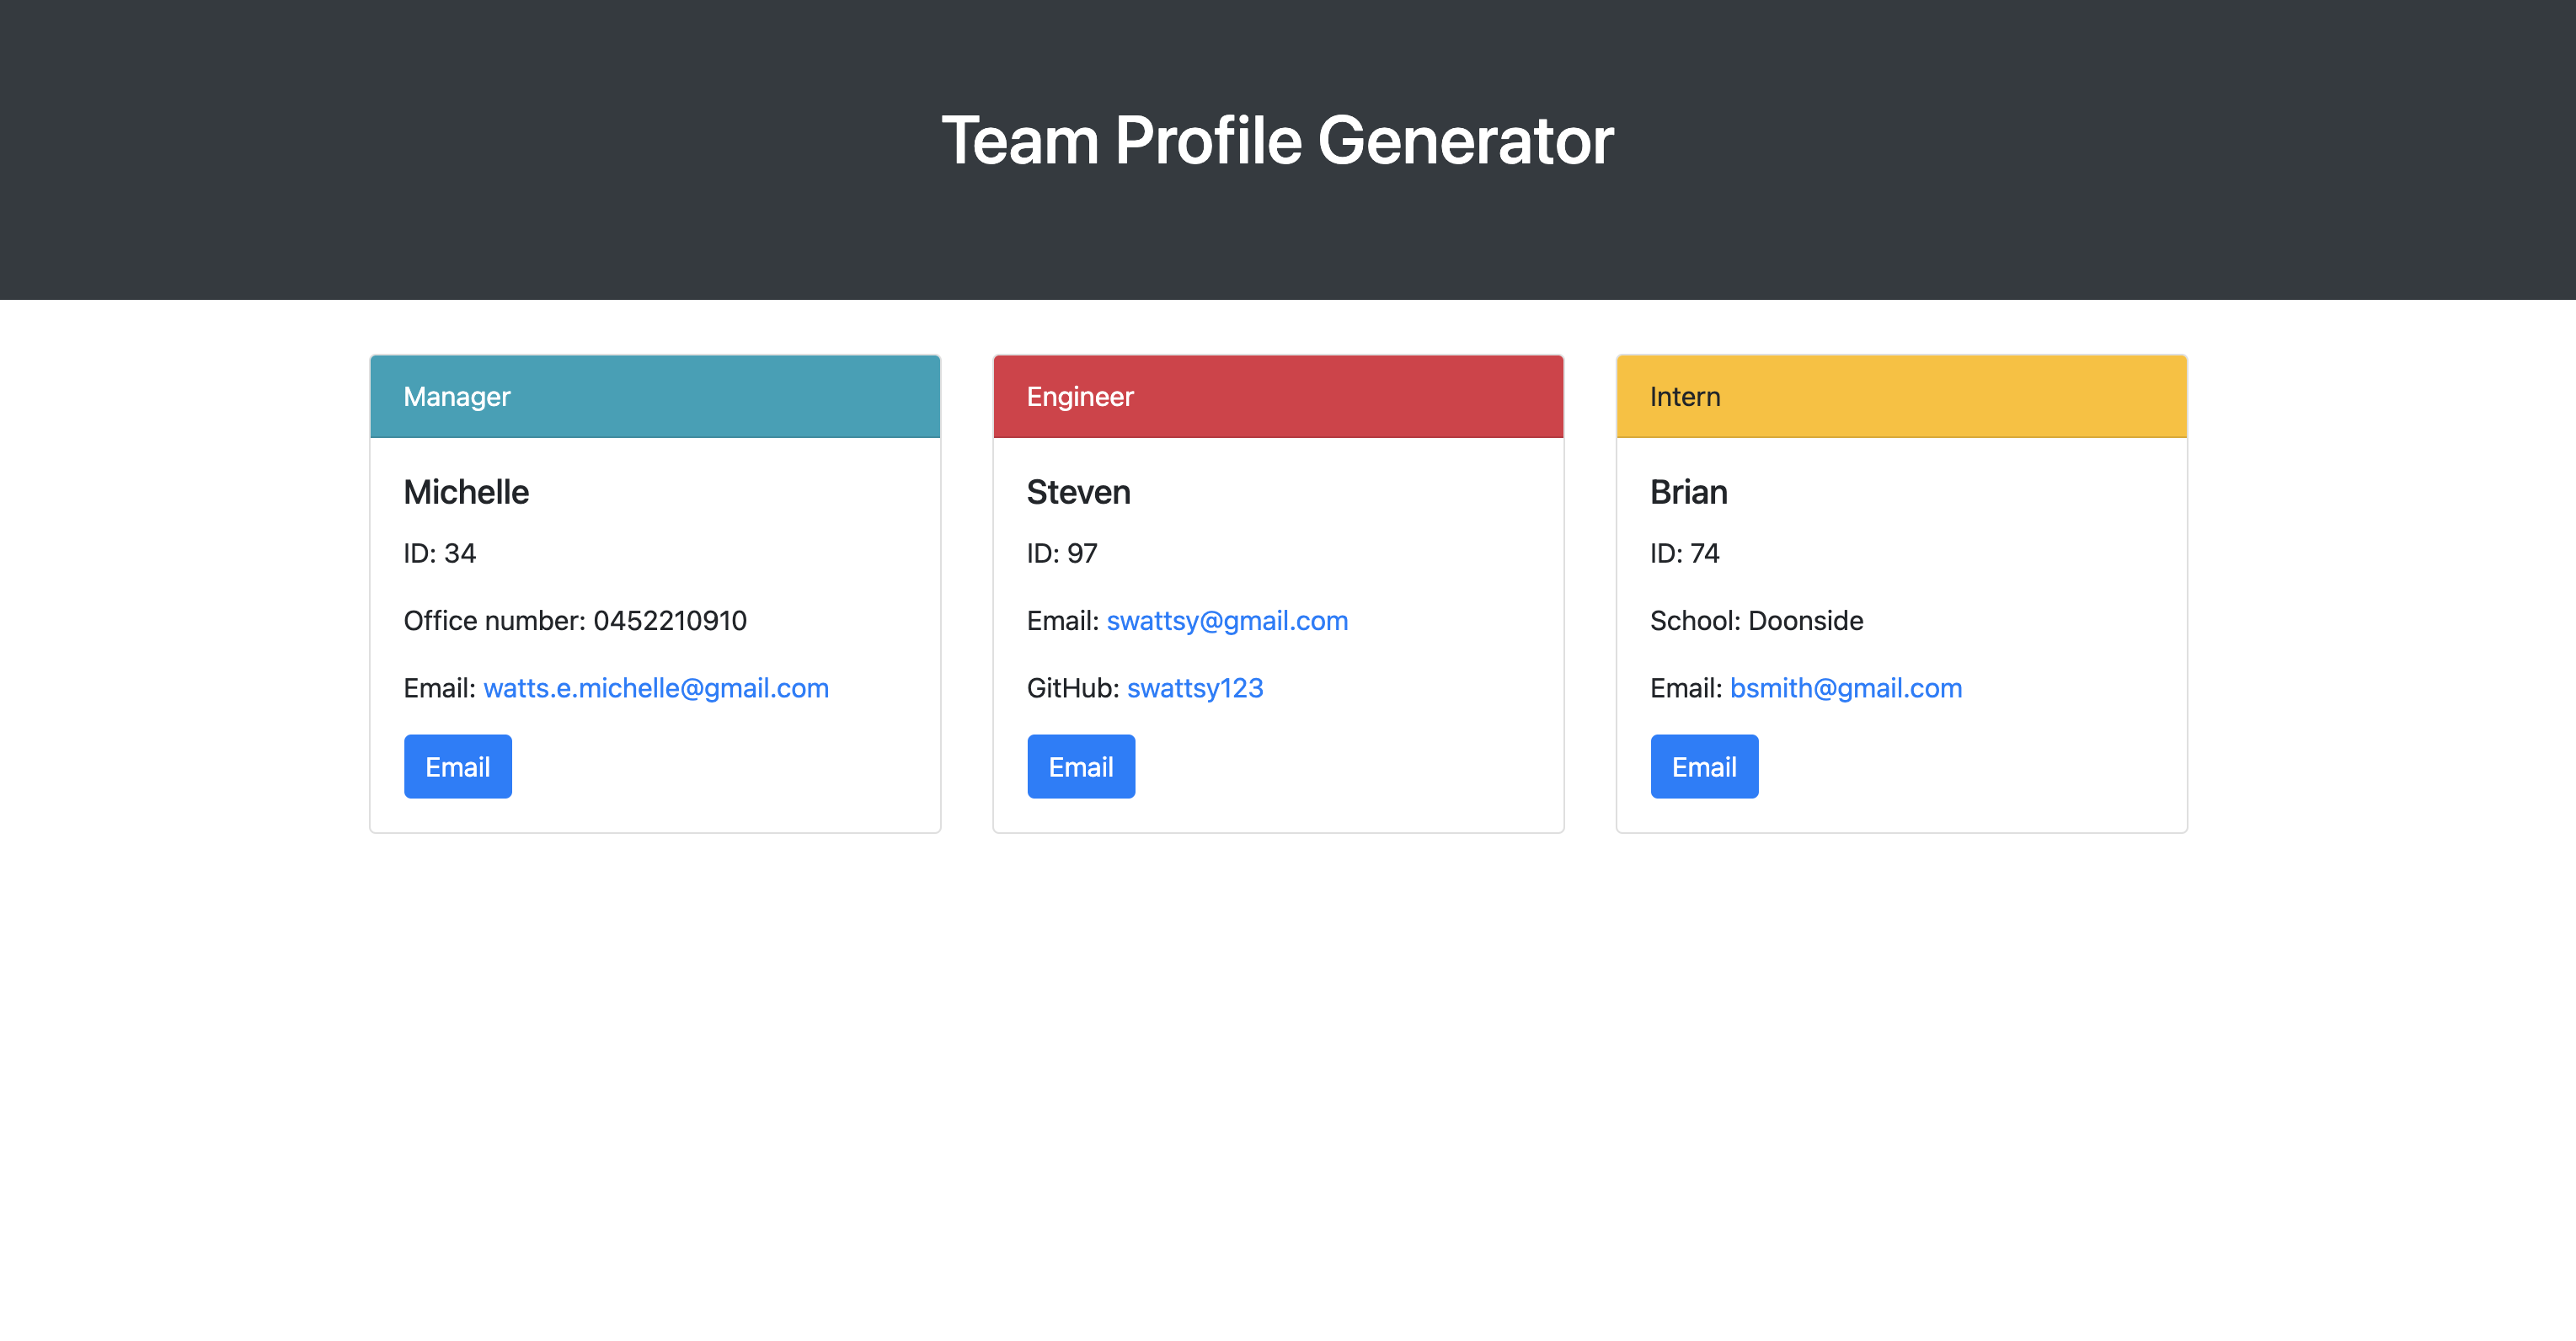 Team Profile Generator
Manager
Michelle
ID: 34
Office number: 0452210910
Email: watts.e.michelle@gmail.com
Email
Engineer
Steven
ID: 97
Email: swattsy@gmail.com
GitHub: swattsy123
Email
Intern
Brian
ID: 74
School: Doonside
Email: bsmith@gmail.com
Email